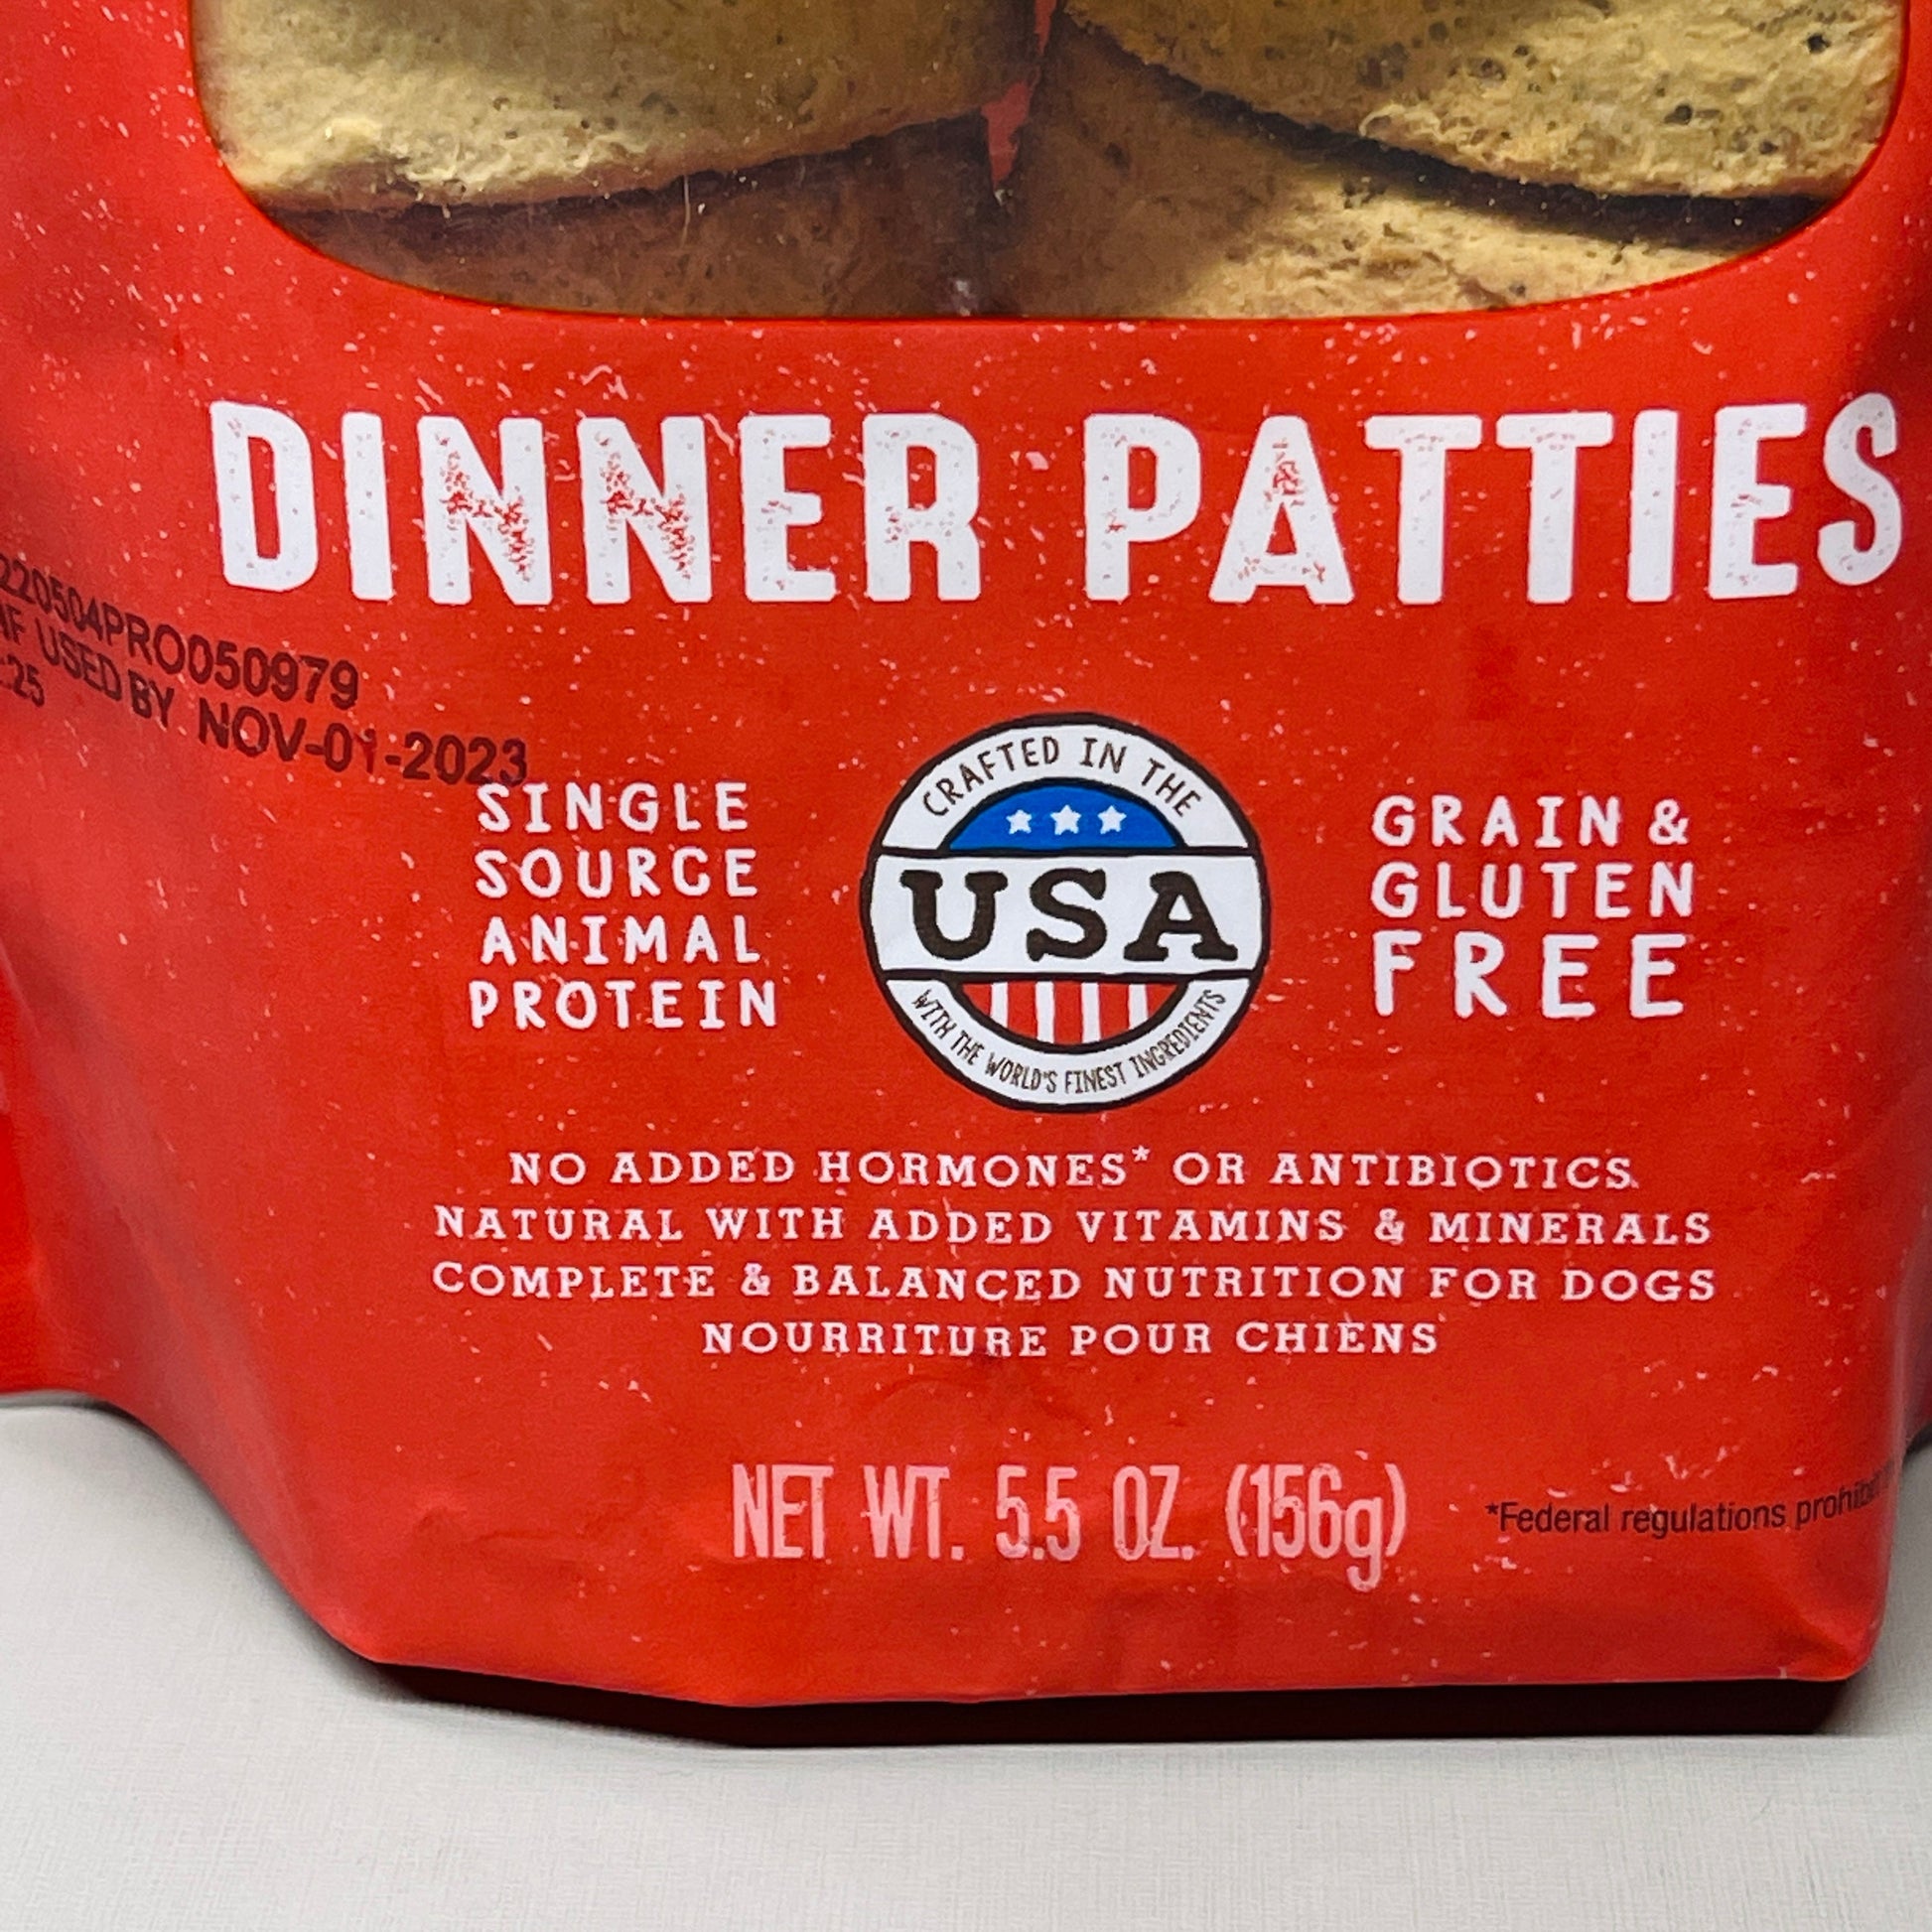 DINNER PATTIES
220504PRO050979
USED BY NOV-01-2023
:25
SINGLE
SOURCE
ANIMAL
PROTEIN
CRAFTED IN THE
USA
WITH THE WORLD'S FINEST INGREDIENTS
GRAIN &
GLUTEN
FREE
NO ADDED HORMONES* OR ANTIBIOTICS
NATURAL WITH ADDED VITAMINS & MINERALS
COMPLETE & BALANCED NUTRITION FOR DOGS
NOURRITURE POUR CHIENS
NET WT. 5.5 OZ. (156g)
*Federal regulations